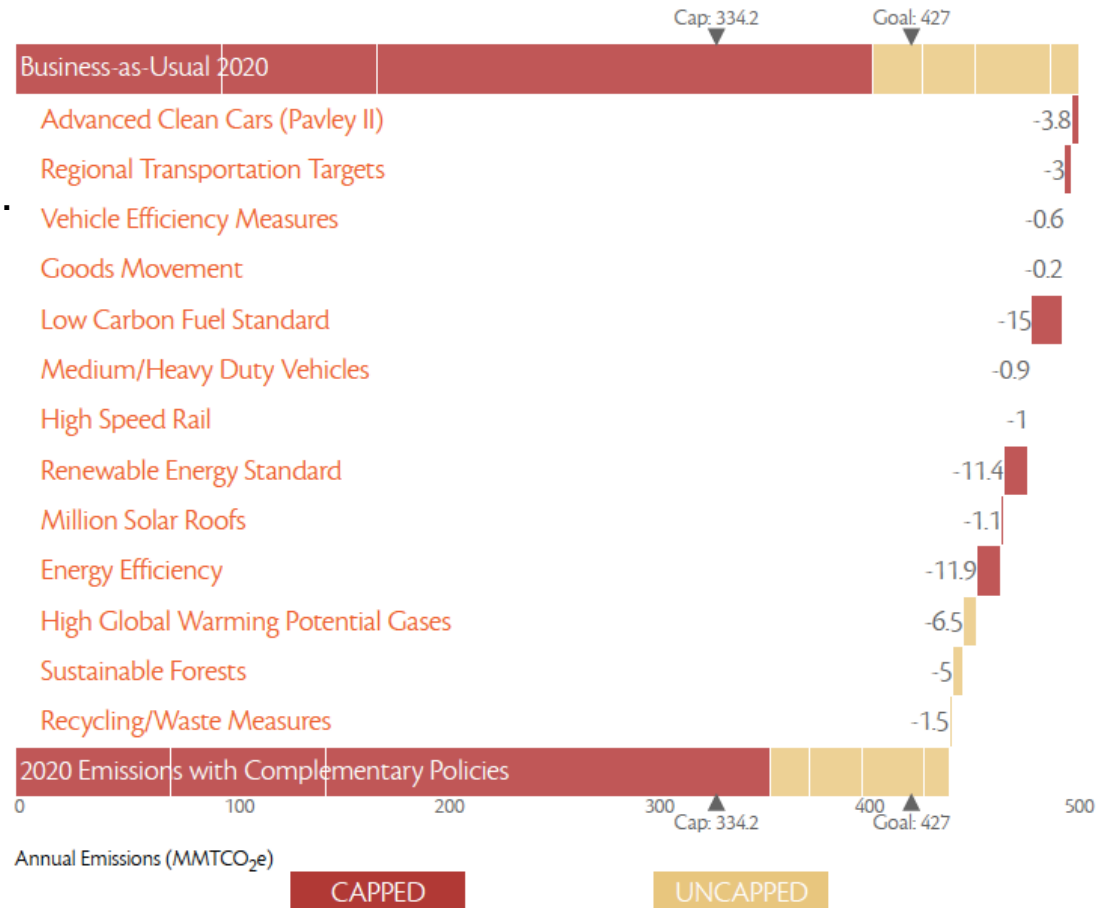 Cap: 334.2 Goal: 427
Business-as-Usual 2020
Advanced Clean Cars (Pavley II) -3.8
Regional Transportation Targets -3
Vehicle Efficiency Measures -0.6
Goods Movement -0.2
Low Carbon Fuel Standard -15
Medium/Heavy Duty Vehicles -0.9
High Speed Rail -1
Renewable Energy Standard -11.4
Million Solar Roofs -1.1
Energy Efficiency -11.9
High Global Warming Potential Gases -6.5
Sustainable Forests -5
Recycling/Waste Measures -1.5
2020 Emissions with Complementary Policies
0 100 200 300 400 500
Cap: 334.2 Goal: 427
Annual Emissions (MMTCO₂e)
CAPPED UNCAPPED